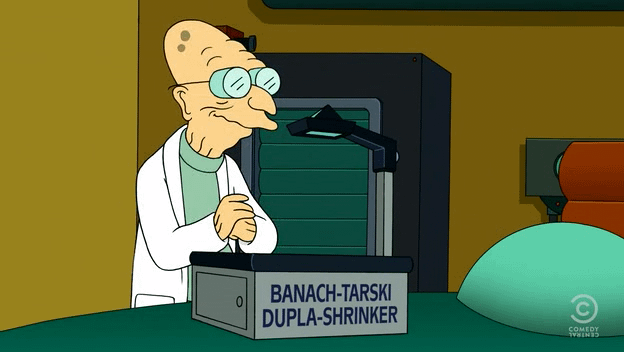 BANACH-TARSKI
DUPLA-SHRINKER
COMEDY
CENTRAL